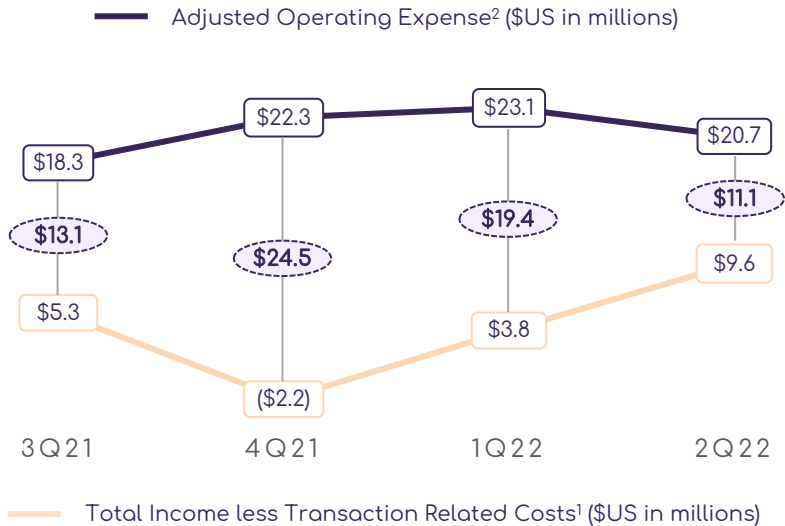 Adjusted Operating Expense² ($US in millions)
$18.3
$22.3
$23.1
$20.7
$13.1
$24.5
$19.4
$11.1
$5.3
($2.2)
$3.8
$9.6
3Q21
4Q21
1Q22
2Q22
Total Income less Transaction Related Costs¹ ($US in millions)